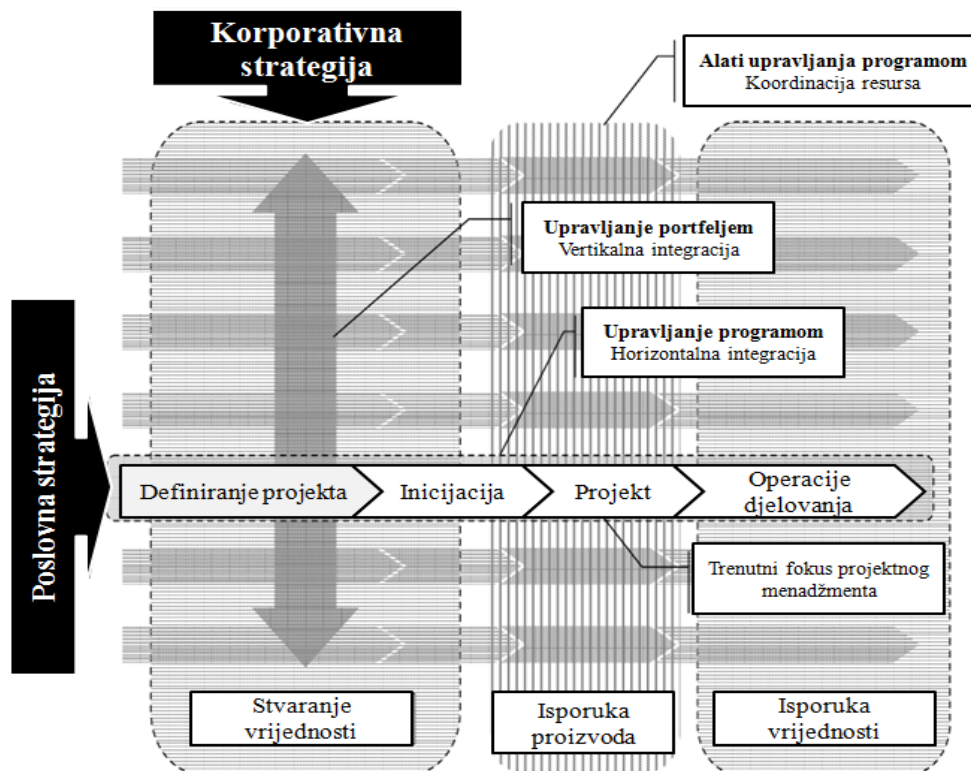 Korporativna
strategija
Alati upravljanja programom
Koordinacija resursa
Upravljanje portfeljem
Vertikalna integracija
Upravljanje programom
Horizontalna integracija
Poslovna strategija
Definiranje projekta
Inicijacija
Projekt
Operacije
djelovanja
Trenutni fokus projektnog
menadžmenta
Stvaranje
vrijednosti
Isporuka
proizvoda
Isporuka
vrijednosti